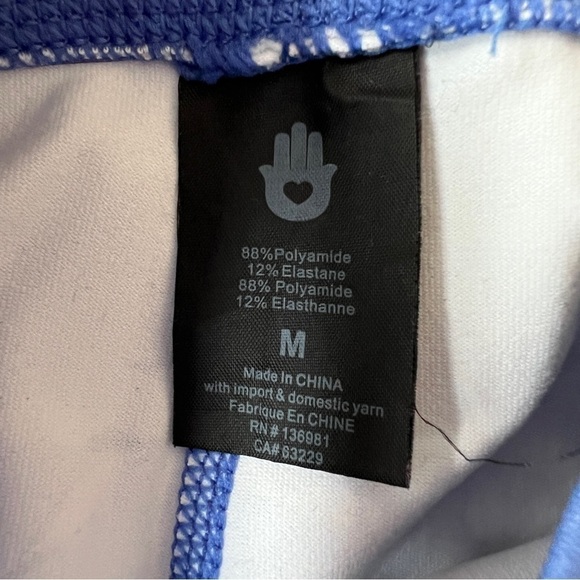 88%Polyamide
12% Elastane
88% Polyamide
12% Elasthanne
M
Made In CHINA
with import & domestic yarn
Fabrique En CHINE
RN # 136981
CA# 63229